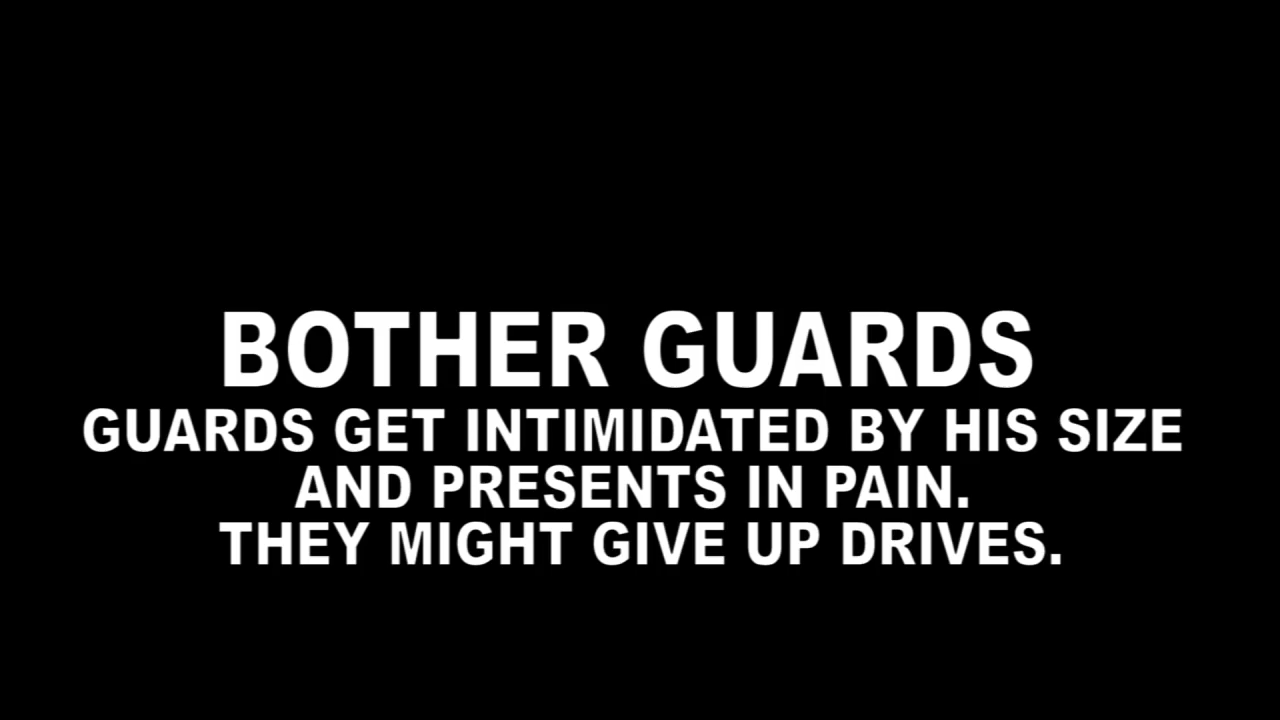 BOTHER GUARDS
GUARDS GET INTIMIDATED BY HIS SIZE
AND PRESENTS IN PAIN.
THEY MIGHT GIVE UP DRIVES.